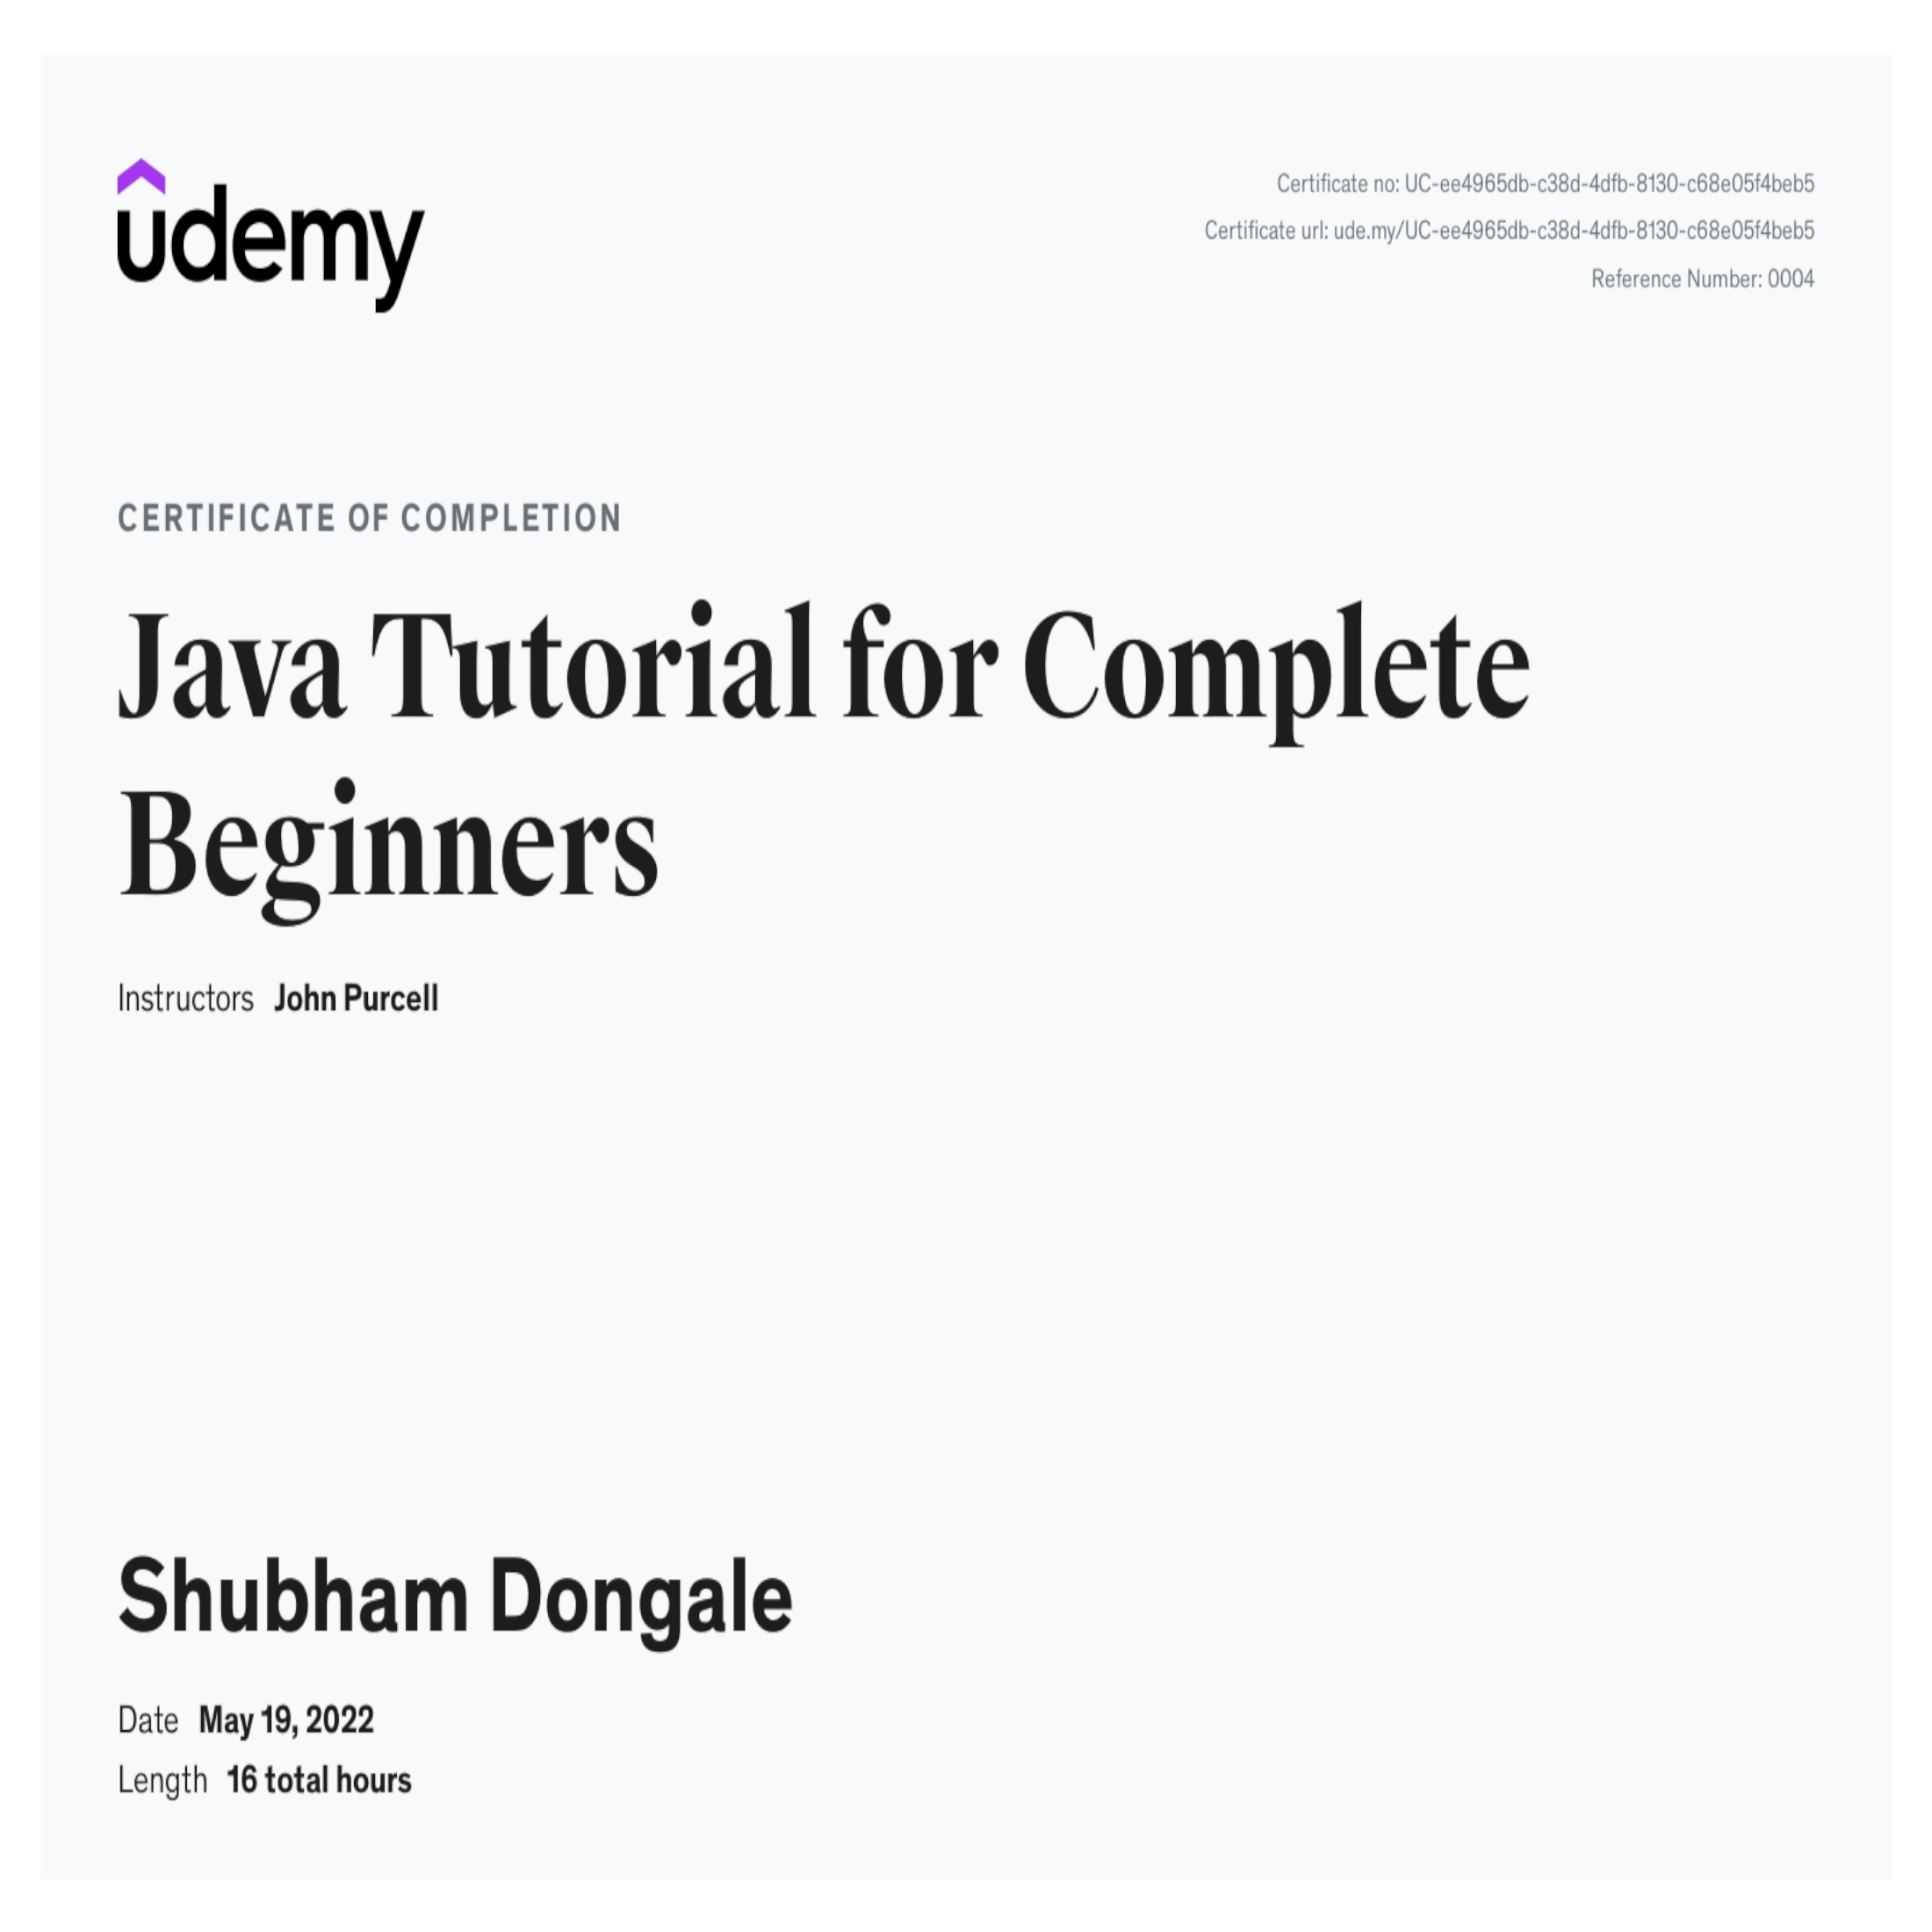 udemy
Certificate no: UC-ee4965db-c38d-4dfb-8130-c68e05f4beb5
Certificate url: ude.my/UC-ee4965db-c38d-4dfb-8130-c68e05f4beb5
Reference Number: 0004
CERTIFICATE OF COMPLETION
Java Tutorial for Complete
Beginners
Instructors John Purcell
Shubham Dongale
Date May 19, 2022
Length 16 total hours